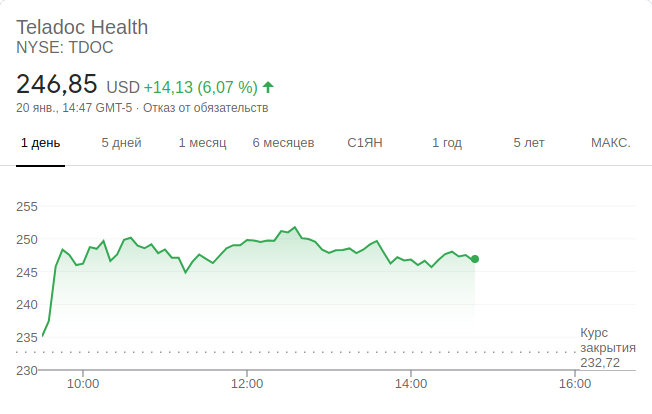 Teladoc Health
NYSE: TDOC
246,85 USD +14,13 (6,07 %) ↑
20 янв., 14:47 GMT-5 · Отказ от обязательств
1 день 5 дней 1 месяц 6 месяцев С1ЯН 1 год 5 лет МАКС.
255
250
245
240
235
230
Курс
закрытия
232,72
10:00 12:00 14:00 16:00